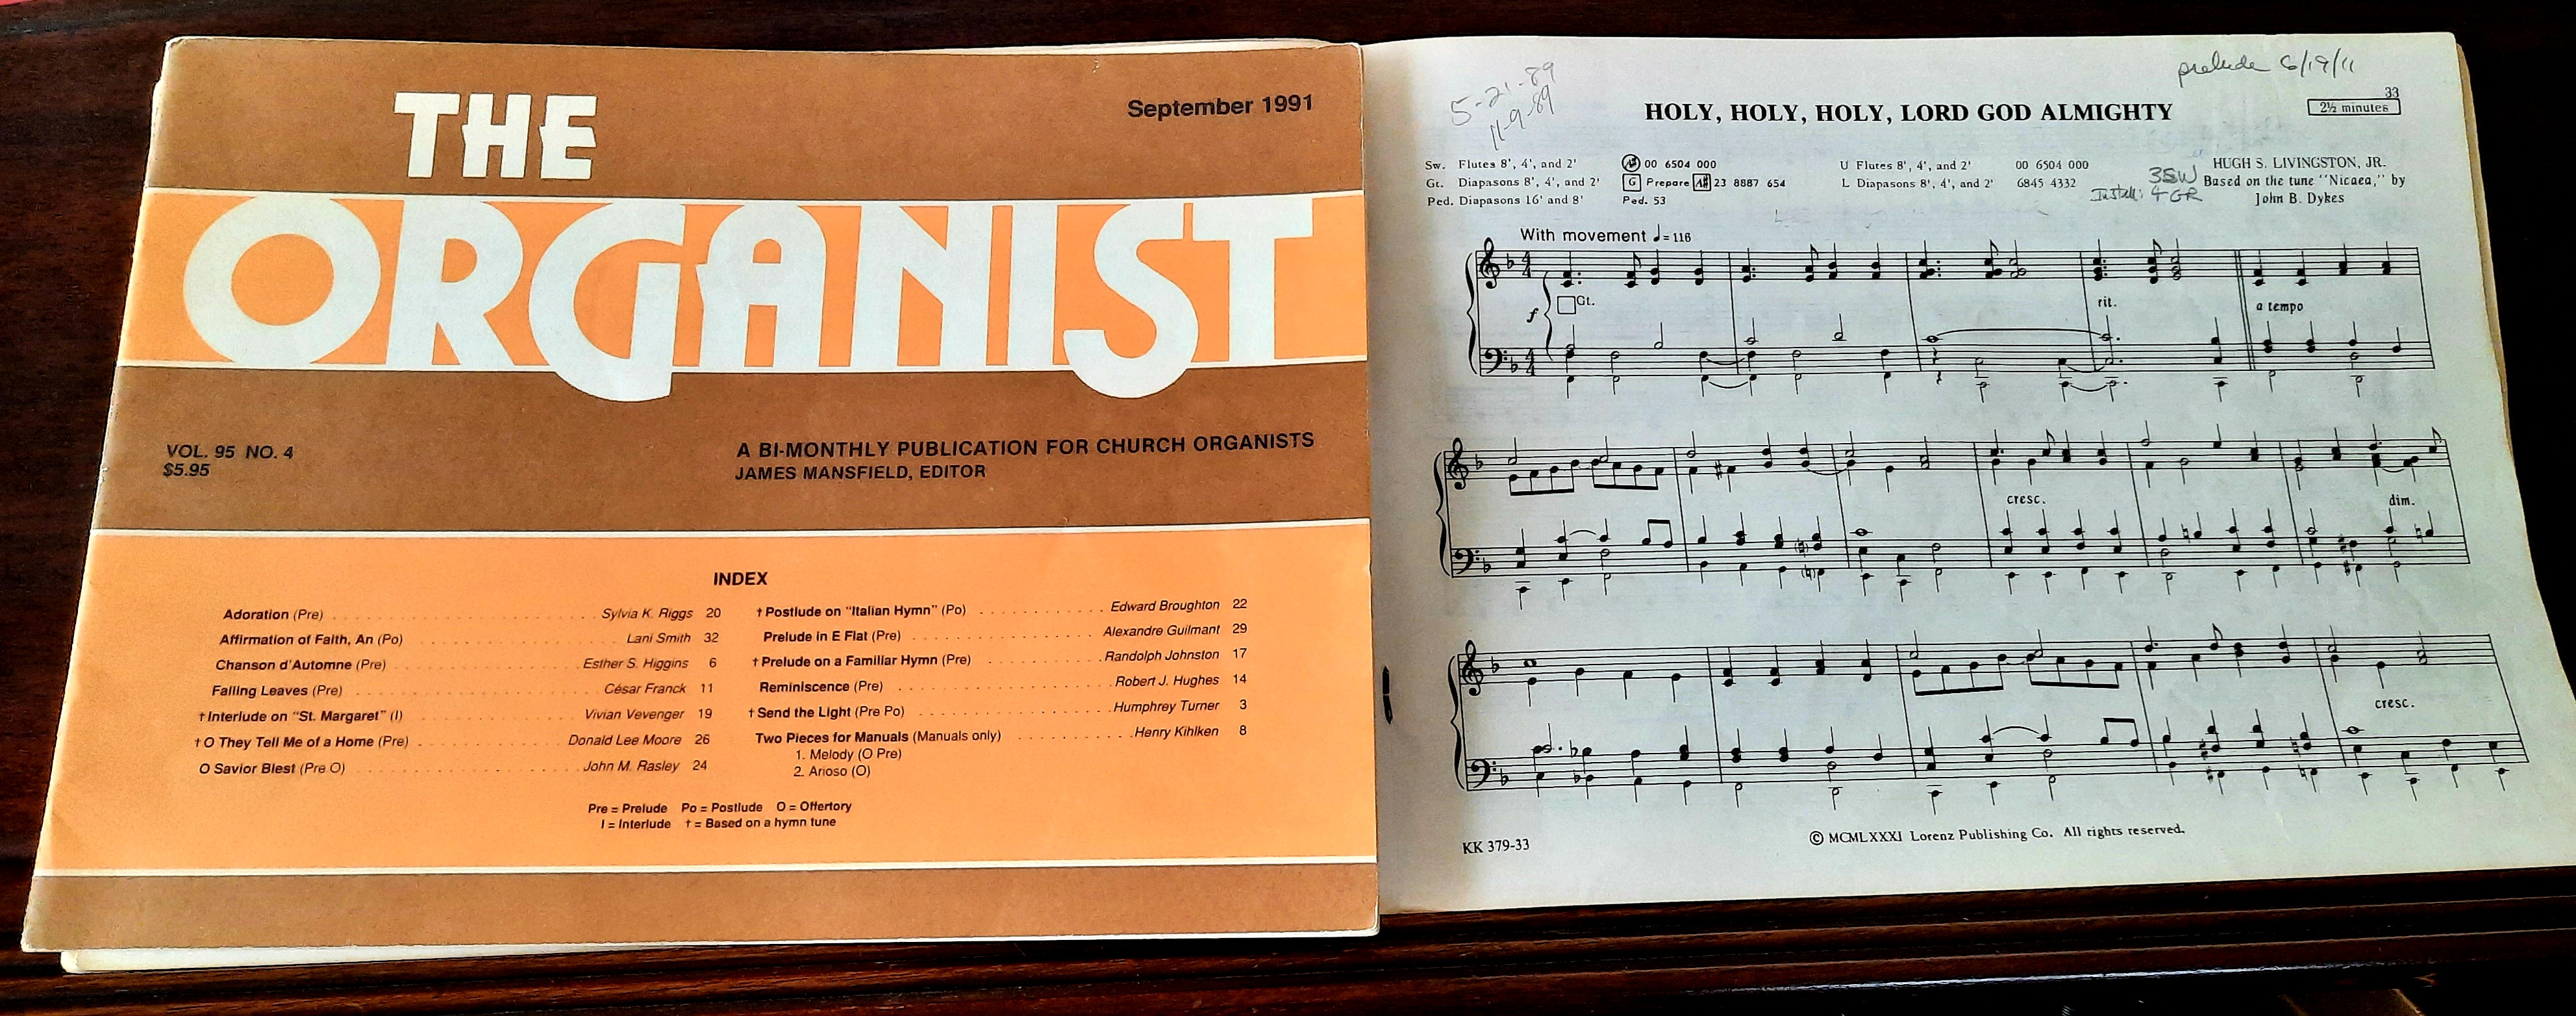 THE
ORGANIST
September 1991
VOL. 95 NO. 4
$5.95
A BI-MONTHLY PUBLICATION FOR CHURCH ORGANISTS
JAMES MANSFIELD, EDITOR
INDEX
Adoration (Pre) . . . Sylvia K. Riggs 20
Affirmation of Faith, An (Po) . . . Lani Smith 32
Chanson d'Automne (Pre) . . . Esther S. Higgins 6
Falling Leaves (Pre) . . . César Franck 11
†Interlude on "St. Margaret" (I) . . . Vivian Vevenger 19
†O They Tell Me of a Home (Pre) . . . Donald Lee Moore 26
O Savior Blest (Pre O) . . . John M. Rasley 24
†Postlude on "Italian Hymn" (Po) . . . Edward Broughton 22
Prelude in E Flat (Pre) . . . Alexandre Guilmant 29
†Prelude on a Familiar Hymn (Pre) . . . Randolph Johnston 17
Reminiscence (Pre) . . . Robert J. Hughes 14
†Send the Light (Pre Po) . . . Humphrey Turner 3
Two Pieces for Manuals (Manuals only) . . . Henry Kihlken 8
1. Melody (O Pre)
2. Arioso (O)
Pre = Prelude Po = Postlude O = Offertory
I = Interlude † = Based on a hymn tune
5-21-89
11-9-89
prelude 6/19/11
33
2½ minutes
HOLY, HOLY, HOLY, LORD GOD ALMIGHTY
Sw. Flutes 8', 4', and 2'
Gt. Diapasons 8', 4', and 2'
Ped. Diapasons 16' and 8'
A# 00 6504 000
G Prepare A# 23 8887 654
Ped. 53
U Flutes 8', 4', and 2' 00 6504 000
L Diapasons 8', 4', and 2' 6845 4332
3SW
4 GR
HUGH S. LIVINGSTON, JR.
Based on the tune "Nicaea," by
John B. Dykes
With movement ♩= 116
4 4
Gt.
f
rit.
a tempo
4 4
cresc.
dim.
cresc.
KK 379-33
© MCMLXXXI Lorenz Publishing Co. All rights reserved.